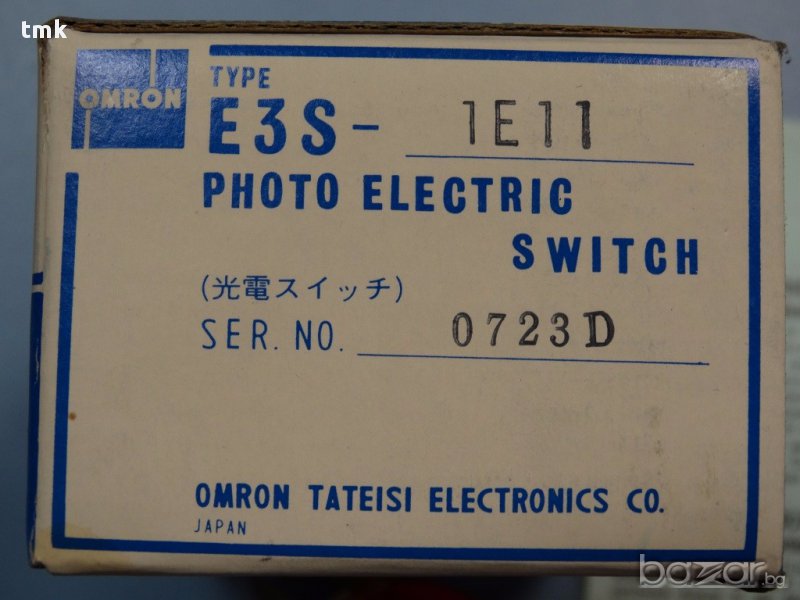 tmk
OMRON
TYPE
E3S- 1E11
PHOTO ELECTRIC
SWITCH
(光電スイッチ)
SER. NO. 0723D
OMRON TATEISI ELECTRONICS CO.
JAPAN
bazar.bg